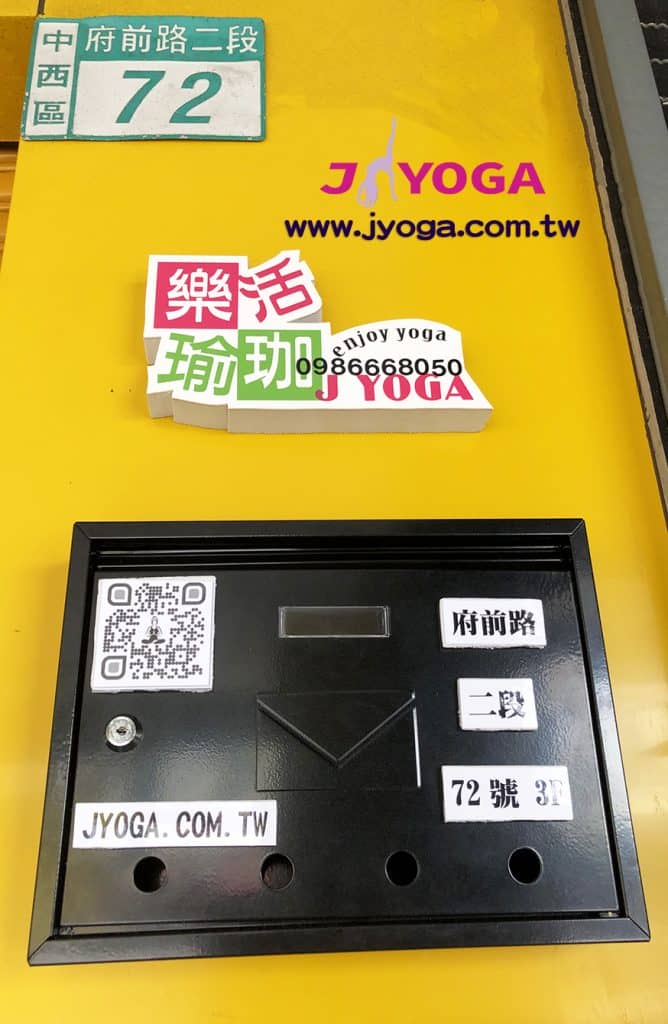 中西區
府前路二段
72
J YOGA
www.jyoga.com.tw
樂活
瑜珈
enjoy yoga
0986668050
J YOGA
府前路
二段
72號 3F
JYOGA.COM.TW